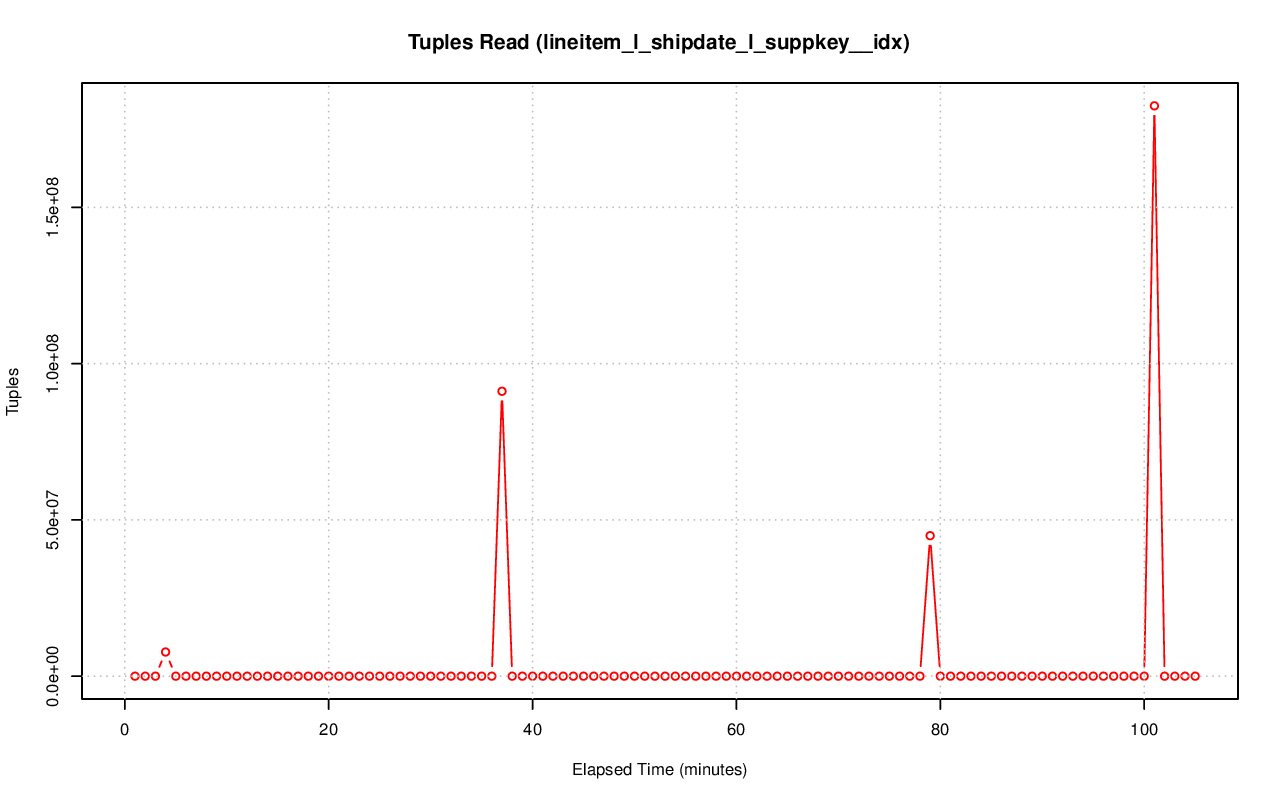 Tuples Read (lineitem_l_shipdate_l_suppkey__idx)
Tuples
1.5e+08
1.0e+08
5.0e+07
0.0e+00
0 20 40 60 80 100
Elapsed Time (minutes)